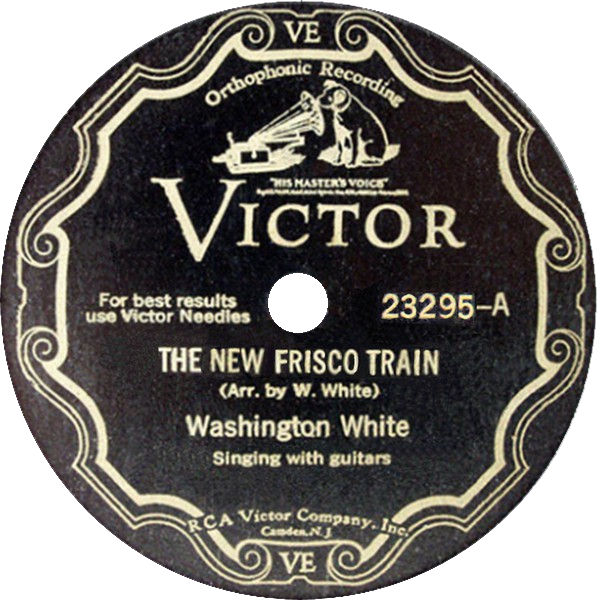 VE
Orthophonic Recording
"HIS MASTER'S VOICE"
VICTOR
For best results
use Victor Needles
23295-A
THE NEW FRISCO TRAIN
(Arr. by W. White)
Washington White
Singing with guitars
RCA Victor Company, Inc.
Camden, N.J.
VE